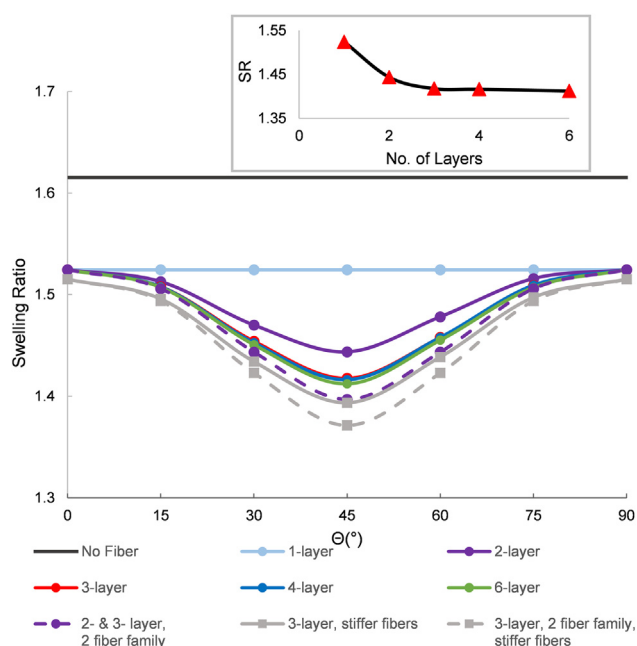 1.55
1.45
1.35
SR
0 2 4 6
No. of Layers
1.7
1.6
1.5
1.4
1.3
Swelling Ratio
0 15 30 45 60 75 90
Θ(°)
No Fiber 1-layer 2-layer
3-layer 4-layer 6-layer
2- & 3- layer, 3-layer, stiffer fibers 3-layer, 2 fiber family,
2 fiber family stiffer fibers